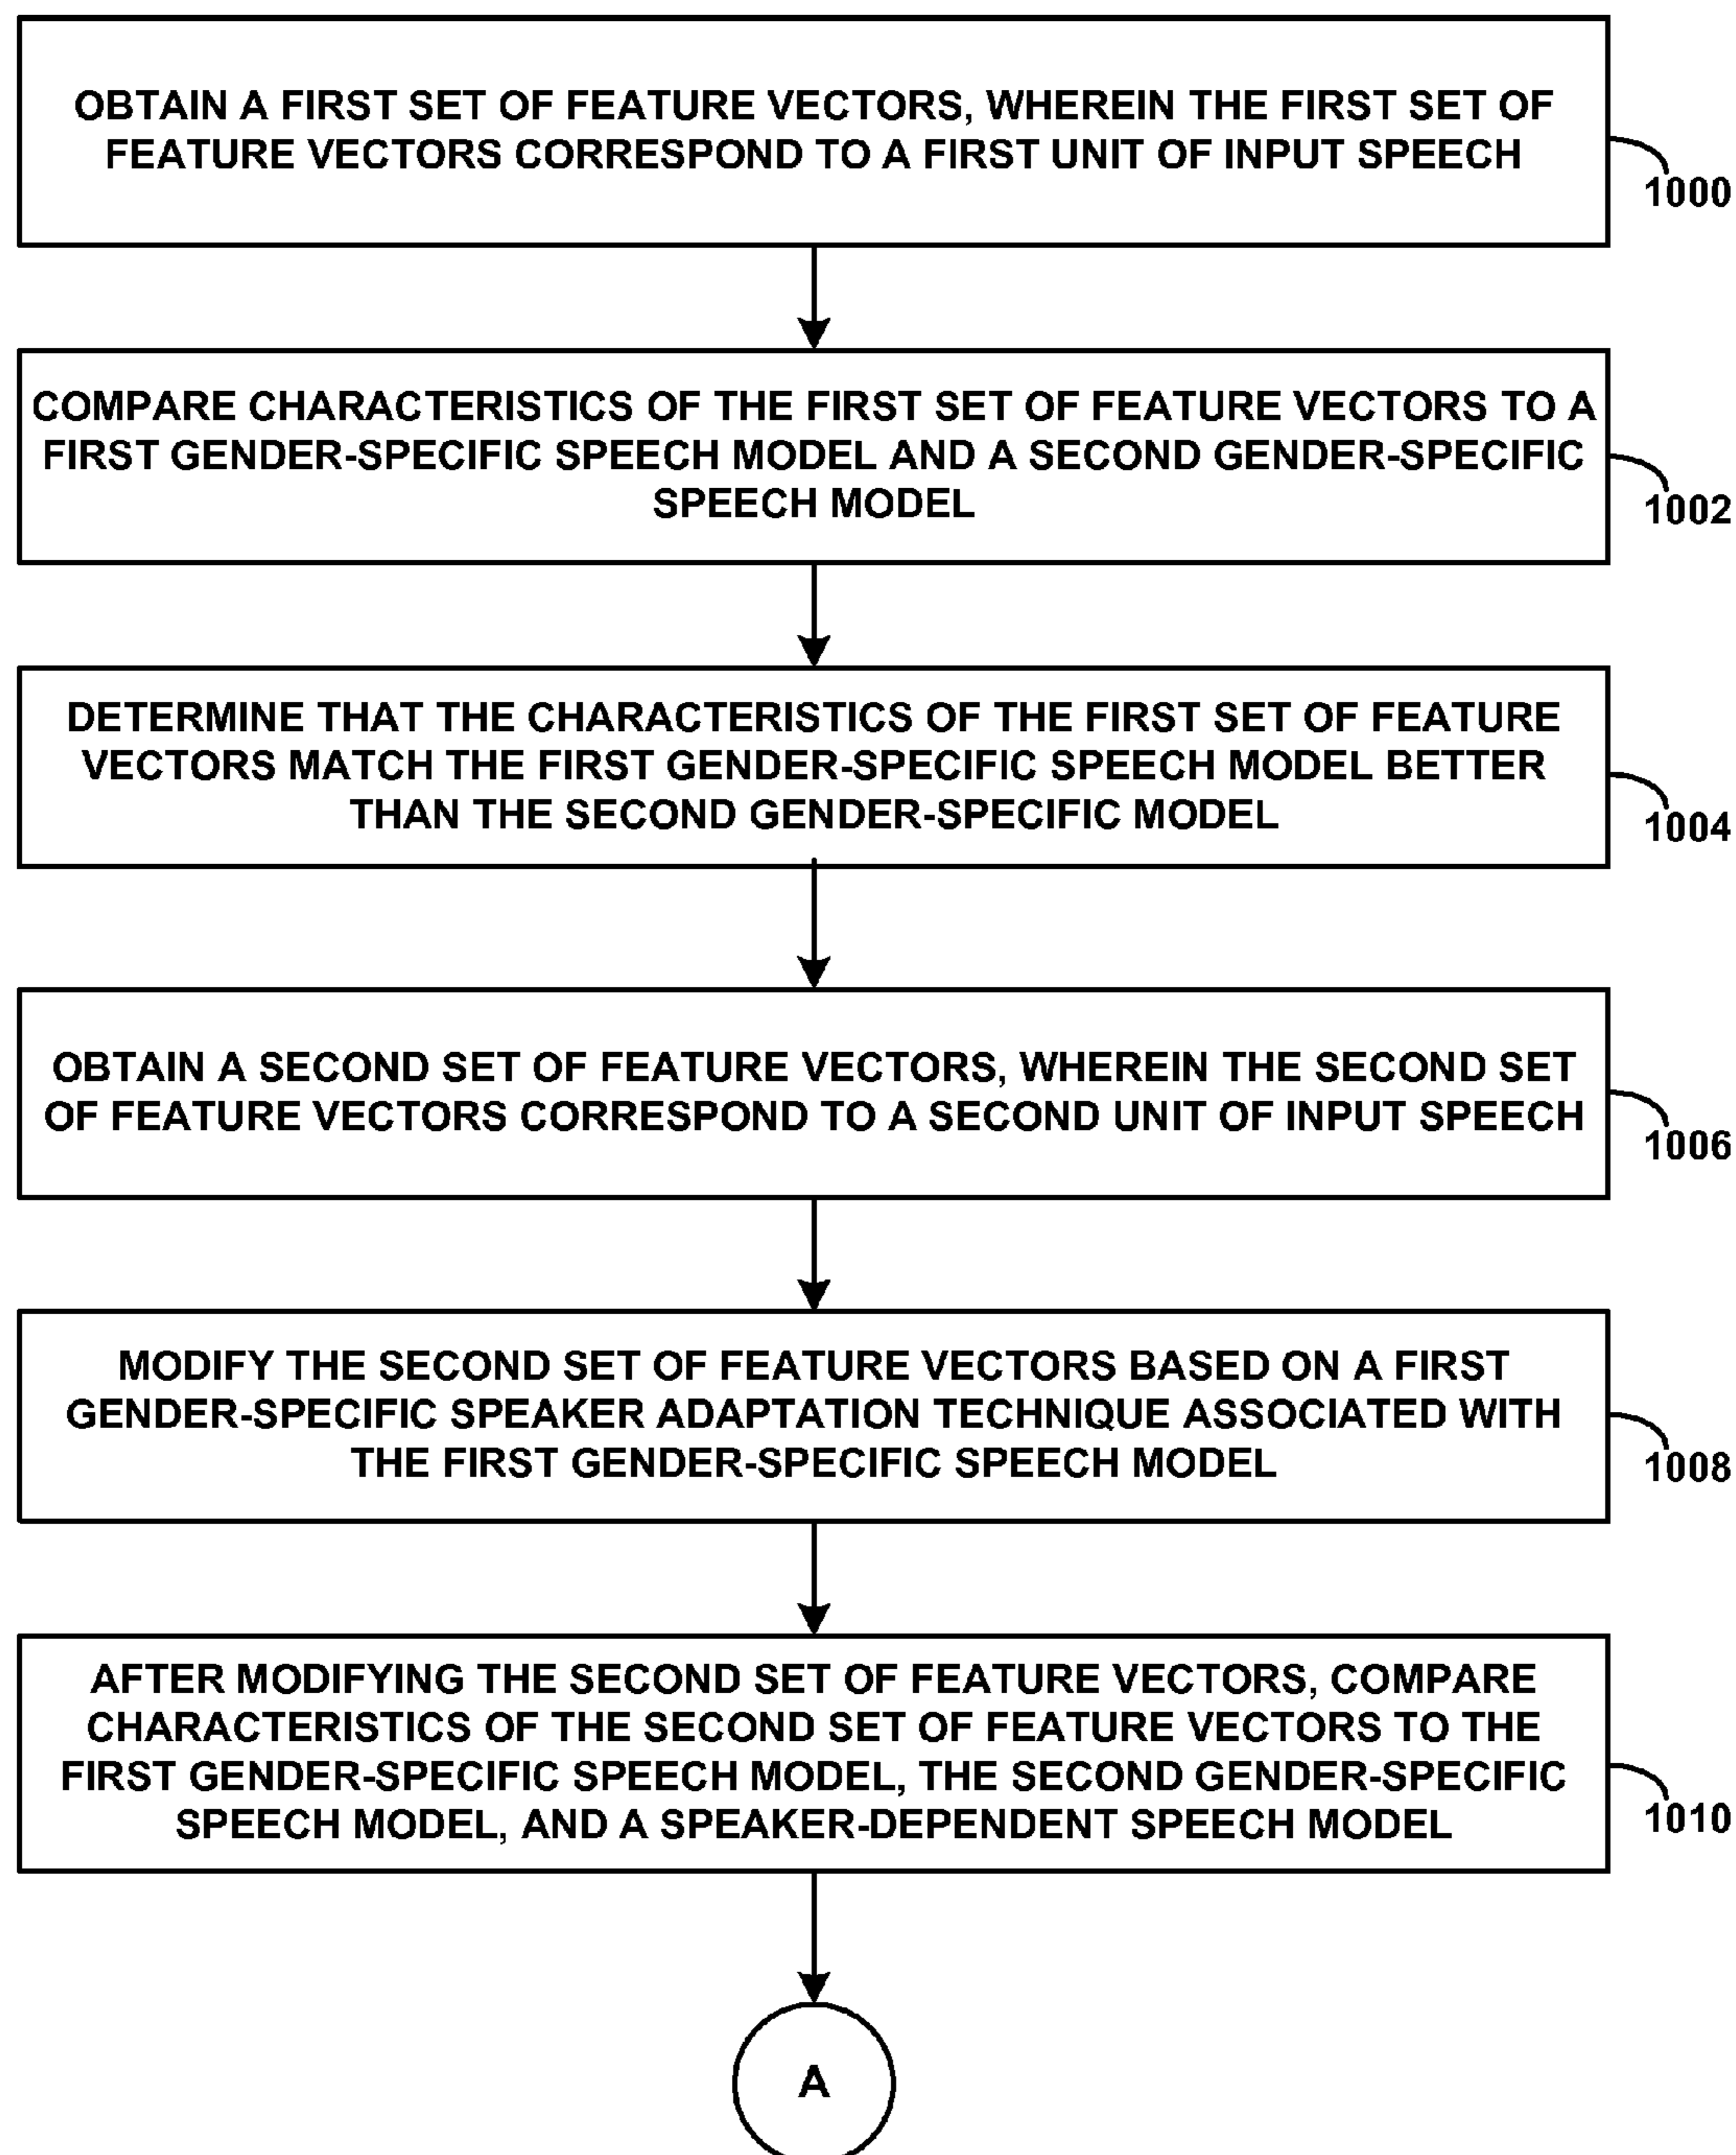 OBTAIN A FIRST SET OF FEATURE VECTORS, WHEREIN THE FIRST SET OF
FEATURE VECTORS CORRESPOND TO A FIRST UNIT OF INPUT SPEECH
1000
COMPARE CHARACTERISTICS OF THE FIRST SET OF FEATURE VECTORS TO A
FIRST GENDER-SPECIFIC SPEECH MODEL AND A SECOND GENDER-SPECIFIC
SPEECH MODEL
1002
DETERMINE THAT THE CHARACTERISTICS OF THE FIRST SET OF FEATURE
VECTORS MATCH THE FIRST GENDER-SPECIFIC SPEECH MODEL BETTER
THAN THE SECOND GENDER-SPECIFIC MODEL
1004
OBTAIN A SECOND SET OF FEATURE VECTORS, WHEREIN THE SECOND SET
OF FEATURE VECTORS CORRESPOND TO A SECOND UNIT OF INPUT SPEECH
1006
MODIFY THE SECOND SET OF FEATURE VECTORS BASED ON A FIRST
GENDER-SPECIFIC SPEAKER ADAPTATION TECHNIQUE ASSOCIATED WITH
THE FIRST GENDER-SPECIFIC SPEECH MODEL
1008
AFTER MODIFYING THE SECOND SET OF FEATURE VECTORS, COMPARE
CHARACTERISTICS OF THE SECOND SET OF FEATURE VECTORS TO THE
FIRST GENDER-SPECIFIC SPEECH MODEL, THE SECOND GENDER-SPECIFIC
SPEECH MODEL, AND A SPEAKER-DEPENDENT SPEECH MODEL
1010
A